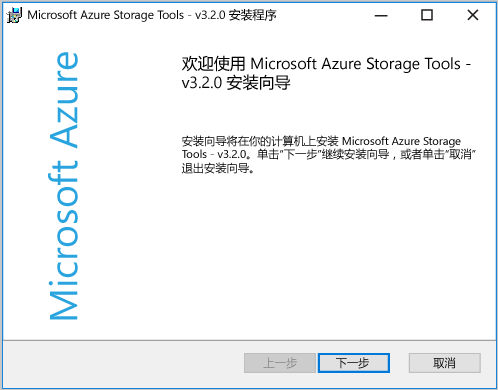 Microsoft Azure Storage Tools - v3.2.0 安装程序
Microsoft Azure
欢迎使用 Microsoft Azure Storage Tools -
v3.2.0 安装向导
安装向导将在你的计算机上安装 Microsoft Azure Storage
Tools - v3.2.0。单击"下一步"继续安装向导，或者单击"取消"
退出安装向导。
上一步
下一步
取消